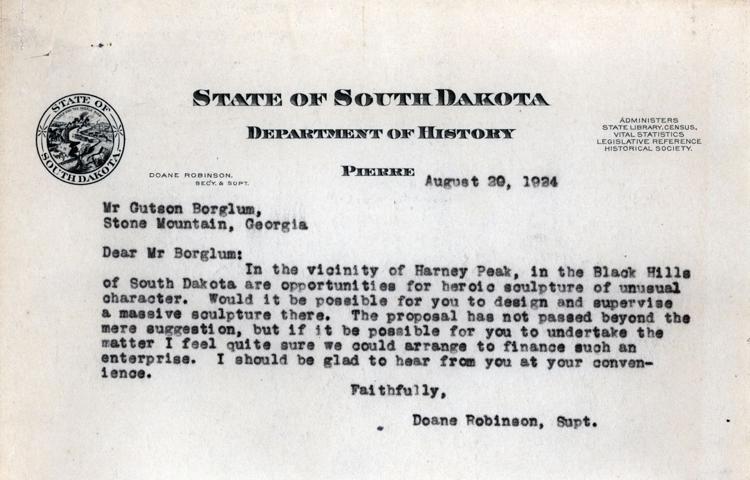 STATE OF SOUTH DAKOTA
DEPARTMENT OF HISTORY
PIERRE
STATE OF
SOUTH DAKOTA
DOANE ROBINSON,
SEC'Y. & SUPT.
ADMINISTERS
STATE LIBRARY, CENSUS,
VITAL STATISTICS
LEGISLATIVE REFERENCE
HISTORICAL SOCIETY.
August 20, 1924
Mr Gutson Borglum,
Stone Mountain, Georgia
Dear Mr Borglum:
In the vicinity of Harney Peak, in the Black Hills
of South Dakota are opportunities for heroic sculpture of unusual
character. Would it be possible for you to design and supervise
a massive sculpture there. The proposal has not passed beyond the
mere suggestion, but if it be possible for you to undertake the
matter I feel quite sure we could arrange to finance such an
enterprise. I should be glad to hear from you at your conven-
ience.
Faithfully,
Doane Robinson, Supt.